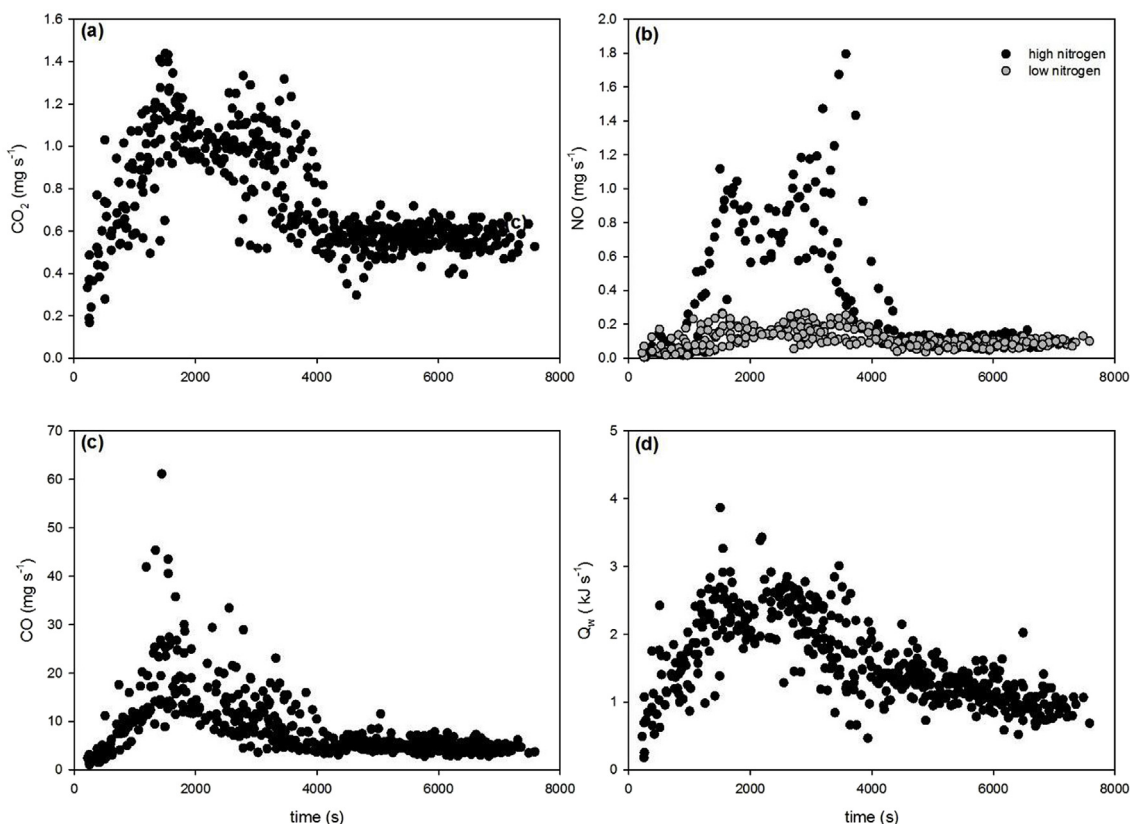 (a)
CO2 (mg s-1)
1.6
1.4
1.2
1.0
0.8
0.6
0.4
0.2
0.0
c)
0 2000 4000 6000 8000
(b)
NO (mg s-1)
2.0
1.8
1.6
1.4
1.2
1.0
0.8
0.6
0.4
0.2
0.0
high nitrogen
low nitrogen
0 2000 4000 6000 8000
(c)
CO (mg s-1)
70
60
50
40
30
20
10
0
0 2000 4000 6000 8000
time (s)
(d)
Qw ( kJ s-1)
5
4
3
2
1
0
0 2000 4000 6000 8000
time (s)